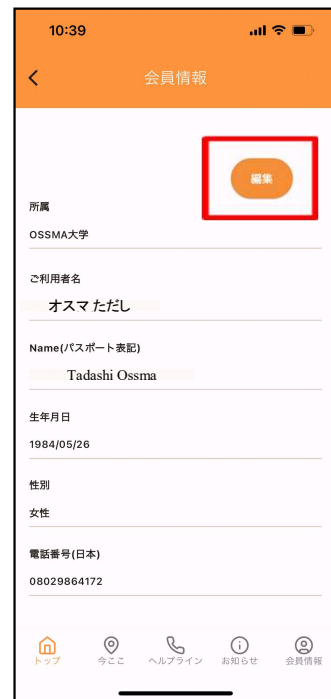 10:39
会員情報
編集
所属
OSSMA大学
ご利用者名
オスマ ただし
Name(パスポート表記)
Tadashi Ossma
生年月日
1984/05/26
性別
女性
電話番号(日本)
08029864172
トップ 今ここ ヘルプライン お知らせ 会員情報